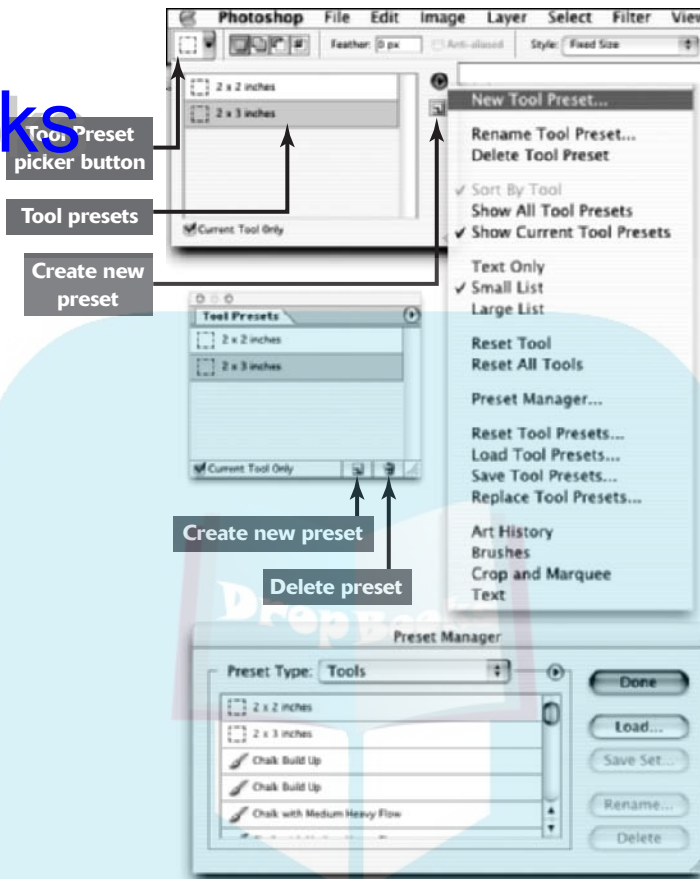 Photoshop File Edit Image Layer Select Filter View
Feather: 0 px Anti-aliased Style: Fixed Size
2 x 2 inches
2 x 3 inches
Current Tool Only
ks
Tool Preset
picker button
Tool presets
Create new
preset
New Tool Preset...
Rename Tool Preset...
Delete Tool Preset
✓ Sort By Tool
Show All Tool Presets
✓ Show Current Tool Presets
Text Only
✓ Small List
Large List
Reset Tool
Reset All Tools
Preset Manager...
Reset Tool Presets...
Load Tool Presets...
Save Tool Presets...
Replace Tool Presets...
Art History
Brushes
Crop and Marquee
Text
Tool Presets
2 x 2 inches
2 x 3 inches
Current Tool Only
Create new preset
Delete preset
Drop Books
Preset Manager
Preset Type: Tools
2 x 2 inches
2 x 3 inches
Chalk Build Up
Chalk Build Up
Chalk with Medium Heavy Flow
Done
Load...
Save Set...
Rename...
Delete